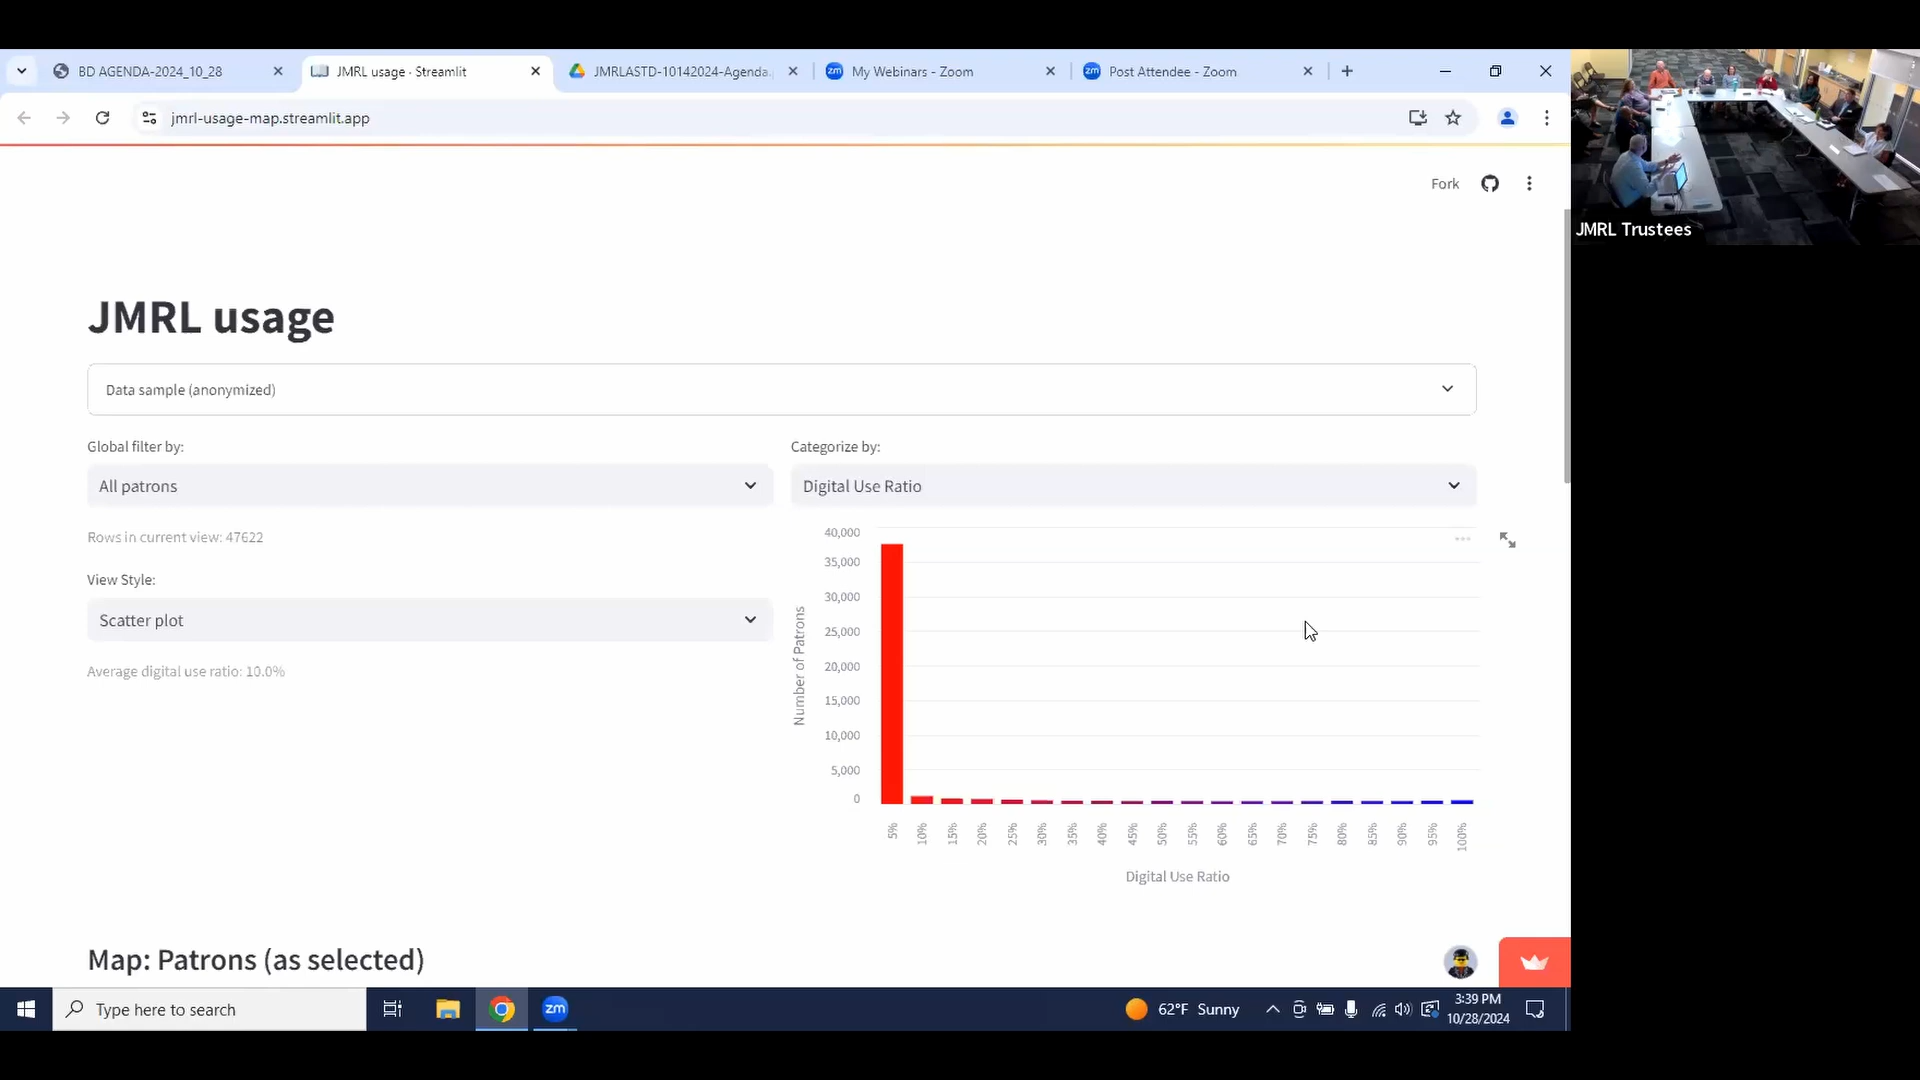 BD AGENDA-2024_10_28
JMRL usage · Streamlit
JMRLASTD-10142024-Agenda.
zm My Webinars - Zoom
zm Post Attendee - Zoom
jmrl-usage-map.streamlit.app
JMRL Trustees
Fork
JMRL usage
Data sample (anonymized)
Global filter by:
All patrons
Rows in current view: 47622
View Style:
Scatter plot
Average digital use ratio: 10.0%
Categorize by:
Digital Use Ratio
40,000
35,000
30,000
25,000
20,000
15,000
10,000
5,000
0
Number of Patrons
5% 10% 15% 20% 25% 30% 35% 40% 45% 50% 55% 60% 65% 70% 75% 80% 85% 90% 95% 100%
Digital Use Ratio
Map: Patrons (as selected)
Type here to search
zm
62°F Sunny
3:39 PM
10/28/2024